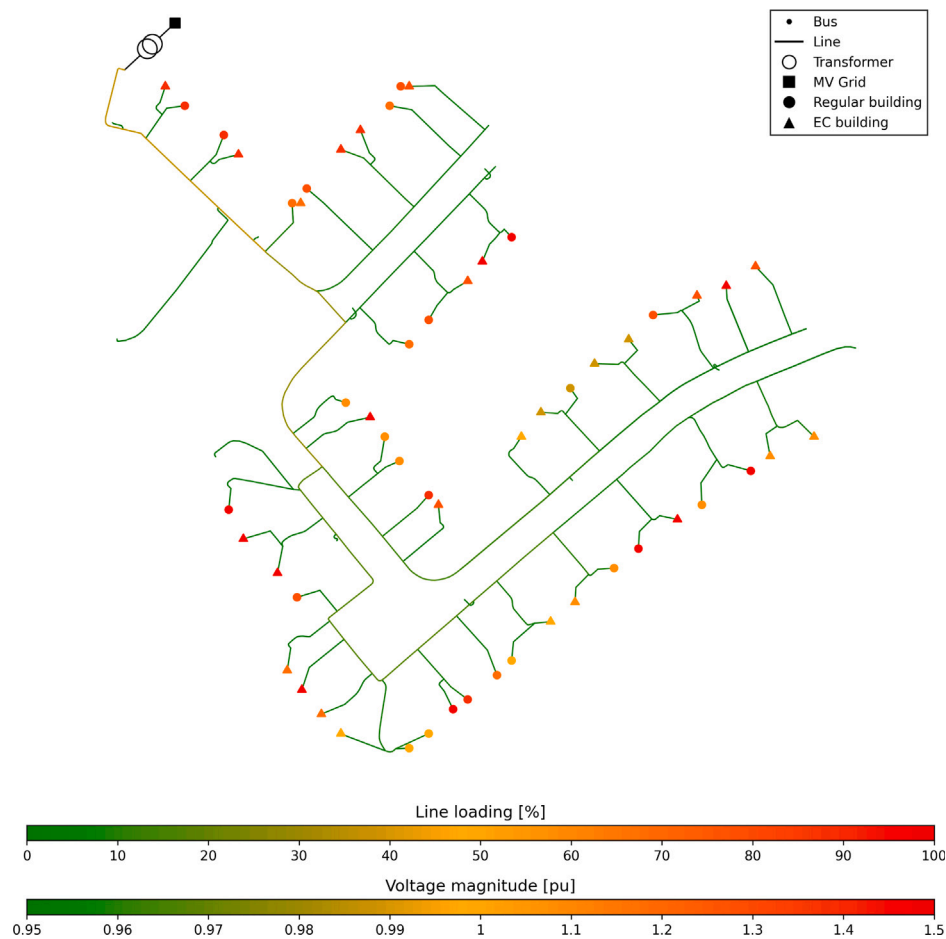 Bus
Line
Transformer
MV Grid
Regular building
EC building
Line loading [%]
0 10 20 30 40 50 60 70 80 90 100
Voltage magnitude [pu]
0.95 0.96 0.97 0.98 0.99 1 1.1 1.2 1.3 1.4 1.5